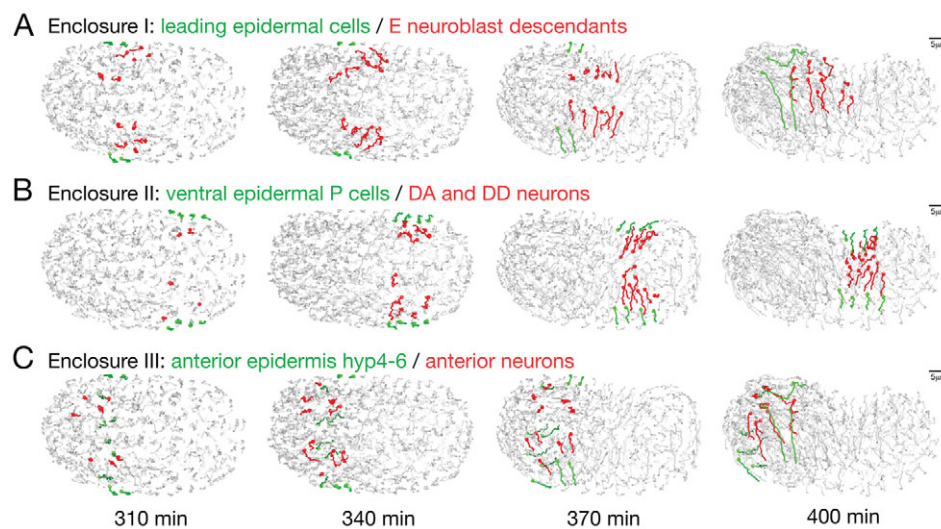 A Enclosure I: leading epidermal cells / E neuroblast descendants
B Enclosure II: ventral epidermal P cells / DA and DD neurons
C Enclosure III: anterior epidermis hyp4-6 / anterior neurons
310 min 340 min 370 min 400 min